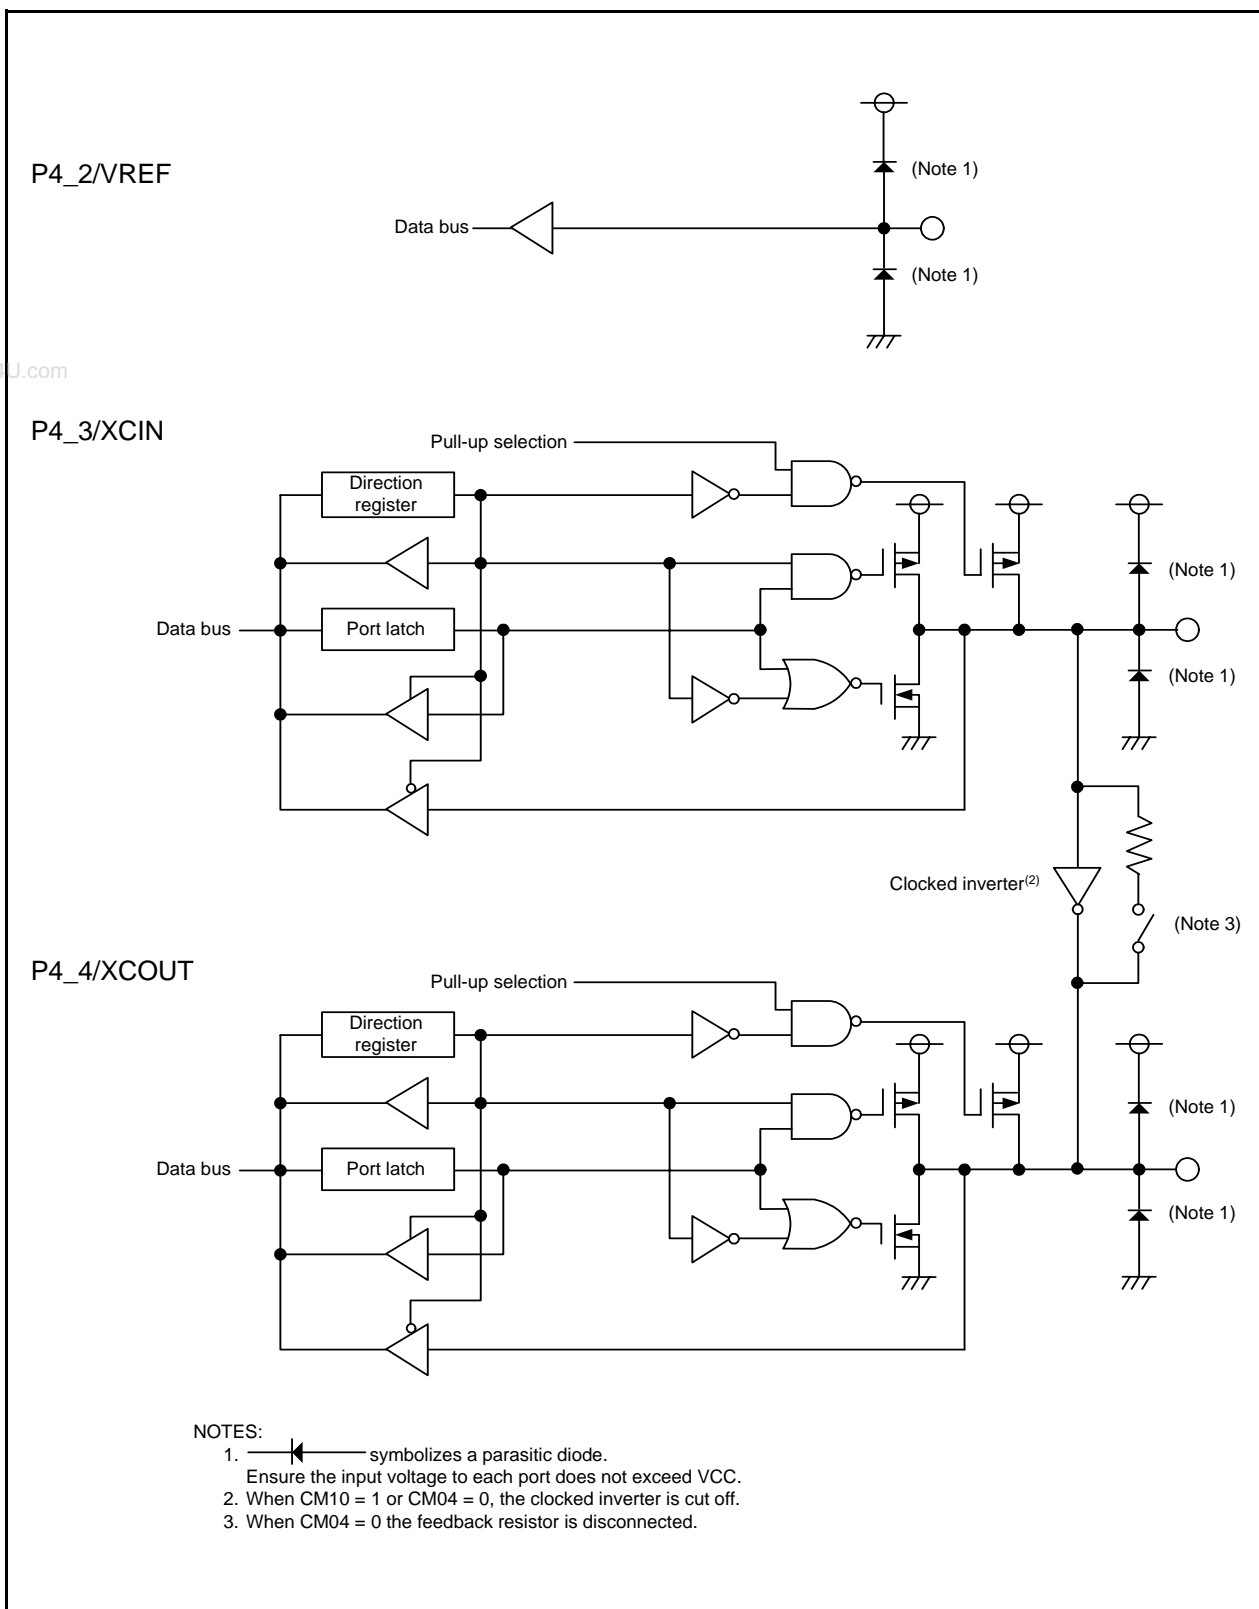 P4_2/VREF
(Note 1)
Data bus
(Note 1)
4U.com
P4_3/XCIN
Pull-up selection
Direction
register
(Note 1)
Data bus
Port latch
(Note 1)
Clocked inverter(2)
(Note 3)
P4_4/XCOUT
Pull-up selection
Direction
register
(Note 1)
Data bus
Port latch
(Note 1)
NOTES:
1. symbolizes a parasitic diode.
Ensure the input voltage to each port does not exceed VCC.
2. When CM10 = 1 or CM04 = 0, the clocked inverter is cut off.
3. When CM04 = 0 the feedback resistor is disconnected.